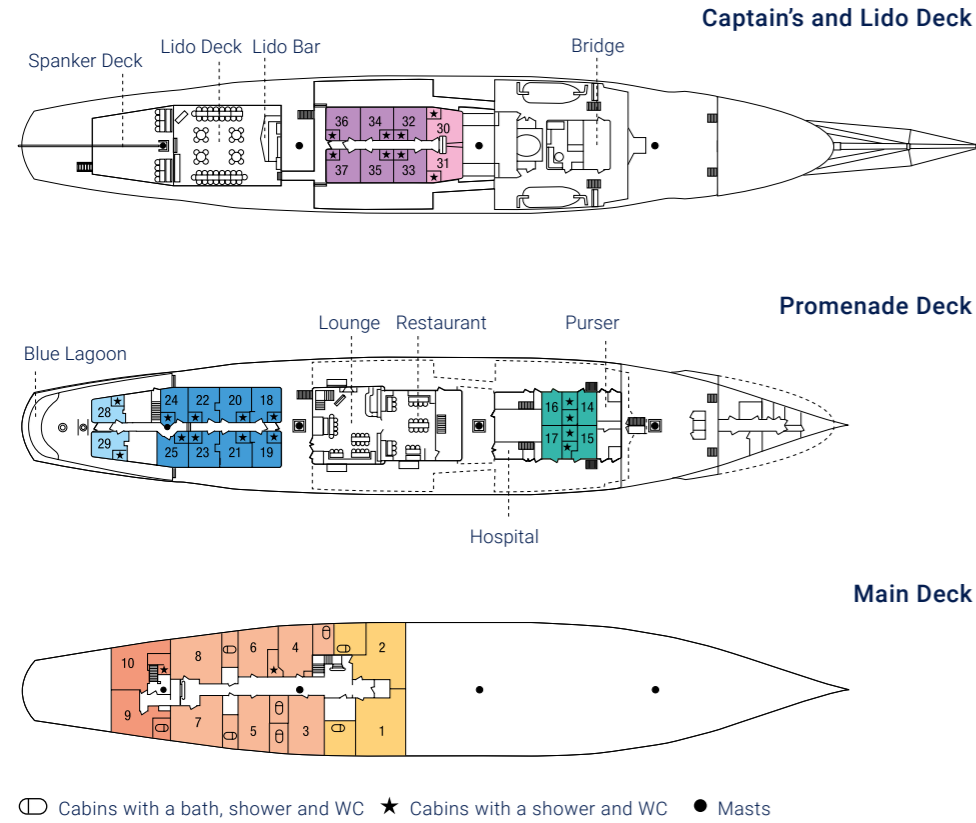 Captain's and Lido Deck
Spanker Deck
Lido Deck
Lido Bar
Bridge
36 34 32 30
37 35 33 31
Promenade Deck
Blue Lagoon
Lounge
Restaurant
Purser
28 24 22 20 18 16 14
29 25 23 21 19 17 15
Hospital
Main Deck
10 8 6 4 2
9 7 5 3 1
Cabins with a bath, shower and WC
Cabins with a shower and WC
Masts